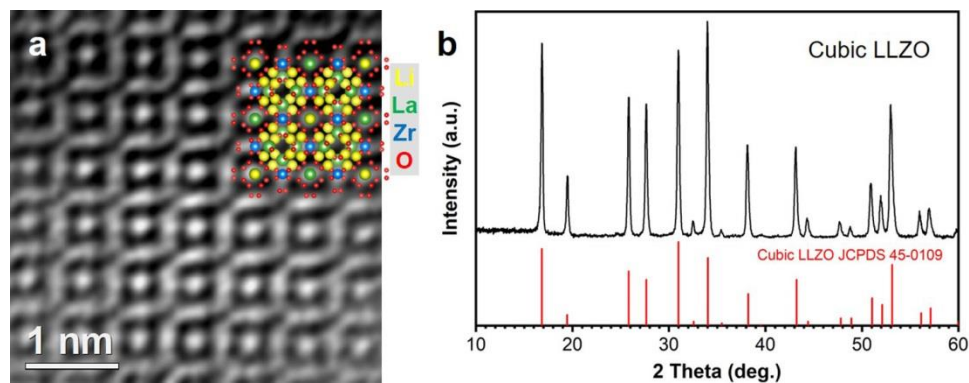 a
Li
La
Zr
O
1 nm
b
Cubic LLZO
Intensity (a.u.)
Cubic LLZO JCPDS 45-0109
10 20 30 40 50 60
2 Theta (deg.)